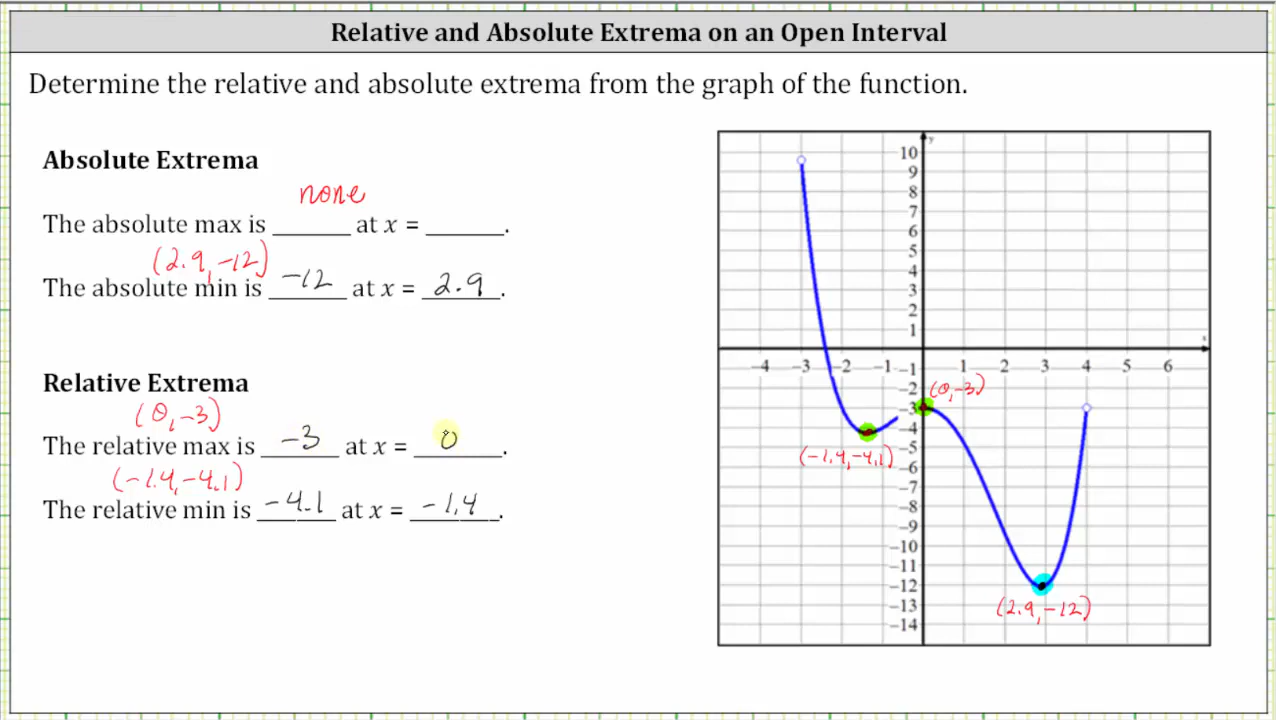 Relative and Absolute Extrema on an Open Interval
Determine the relative and absolute extrema from the graph of the function.
Absolute Extrema
none
The absolute max is ______ at x = ______.
(2.9, -12)
The absolute min is -12 at x = 2.9.
Relative Extrema
(0, -3)
The relative max is -3 at x = 0.
(-1.4, -4.1)
The relative min is -4.1 at x = -1.4.
y
10
9
8
7
6
5
4
3
2
1
x
-4 -3 -2 -1 1 2 3 4 5 6
-1
-2
(0, -3)
-3
-4
(-1.4, -4.1)
-5
-6
-7
-8
-9
-10
-11
-12
(2.9, -12)
-13
-14